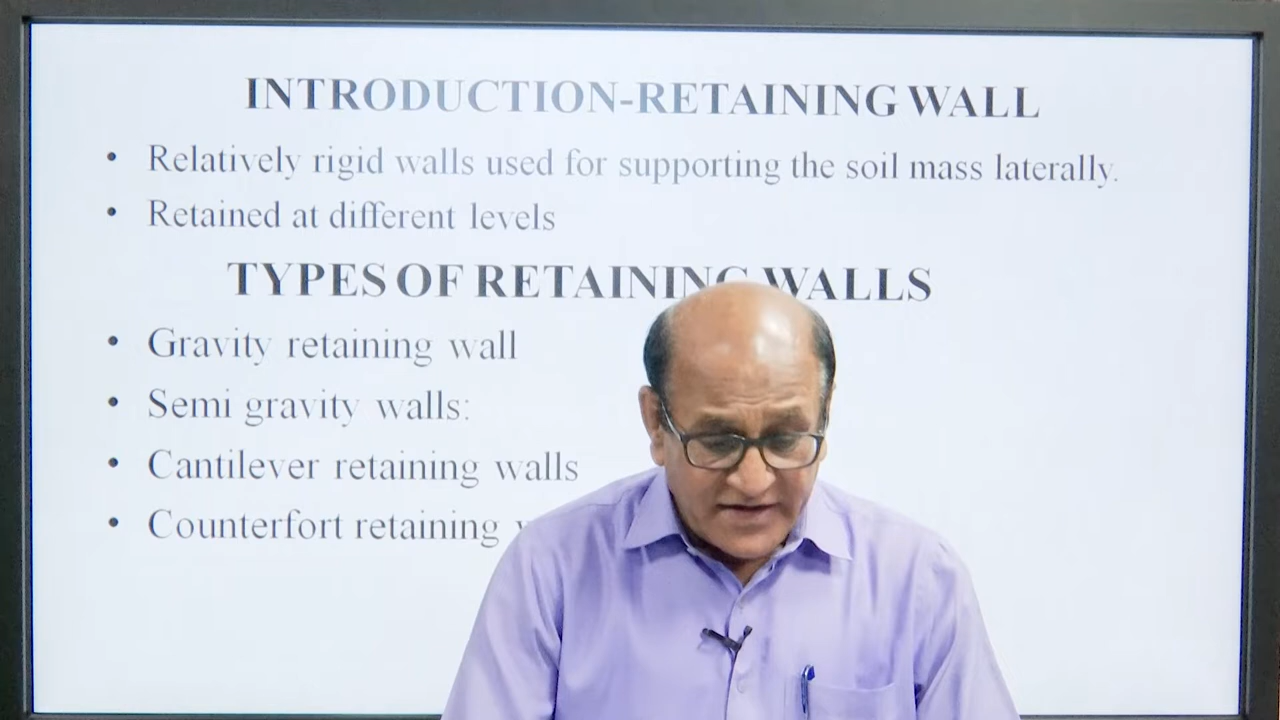 INTRODUCTION-RETAINING WALL
• Relatively rigid walls used for supporting the soil mass laterally.
• Retained at different levels
TYPES OF RETAINING WALLS
• Gravity retaining wall
• Semi gravity walls:
• Cantilever retaining walls
• Counterfort retaining